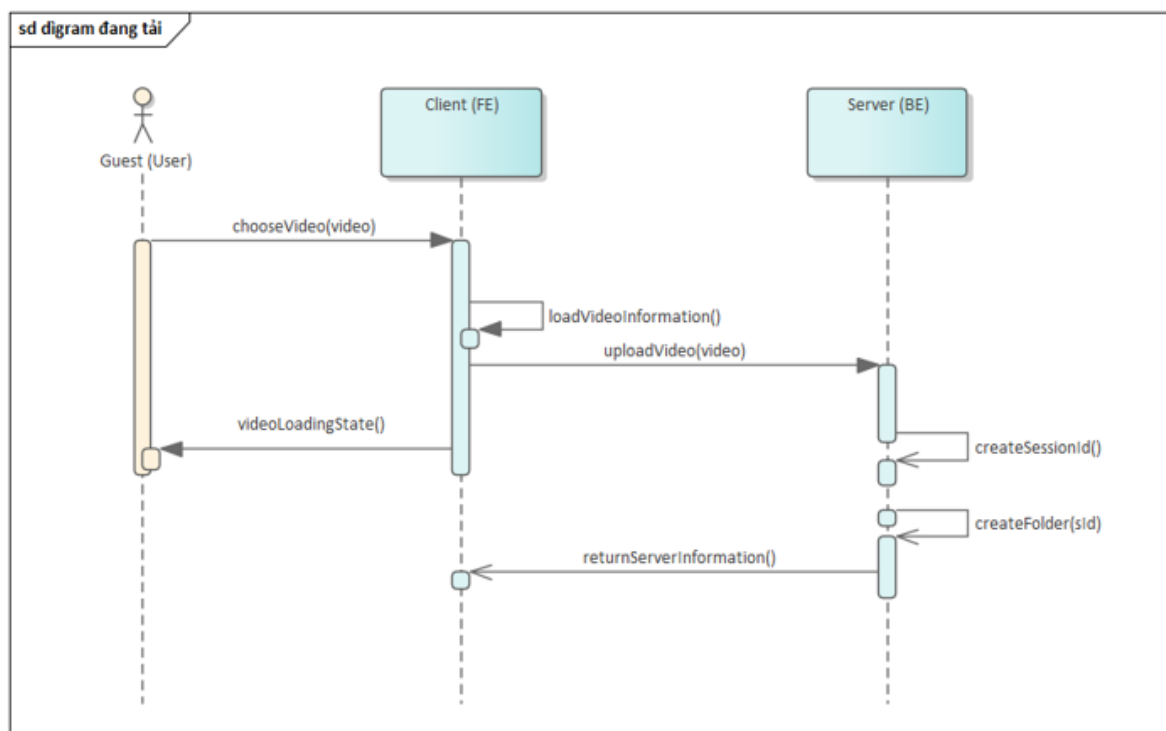 sd dìgram đang tải
Guest (User)
Client (FE)
Server (BE)
chooseVideo(video)
loadVideoInformation()
uploadVideo(video)
videoLoadingState()
createSessionId()
createFolder(sId)
returnServerInformation()